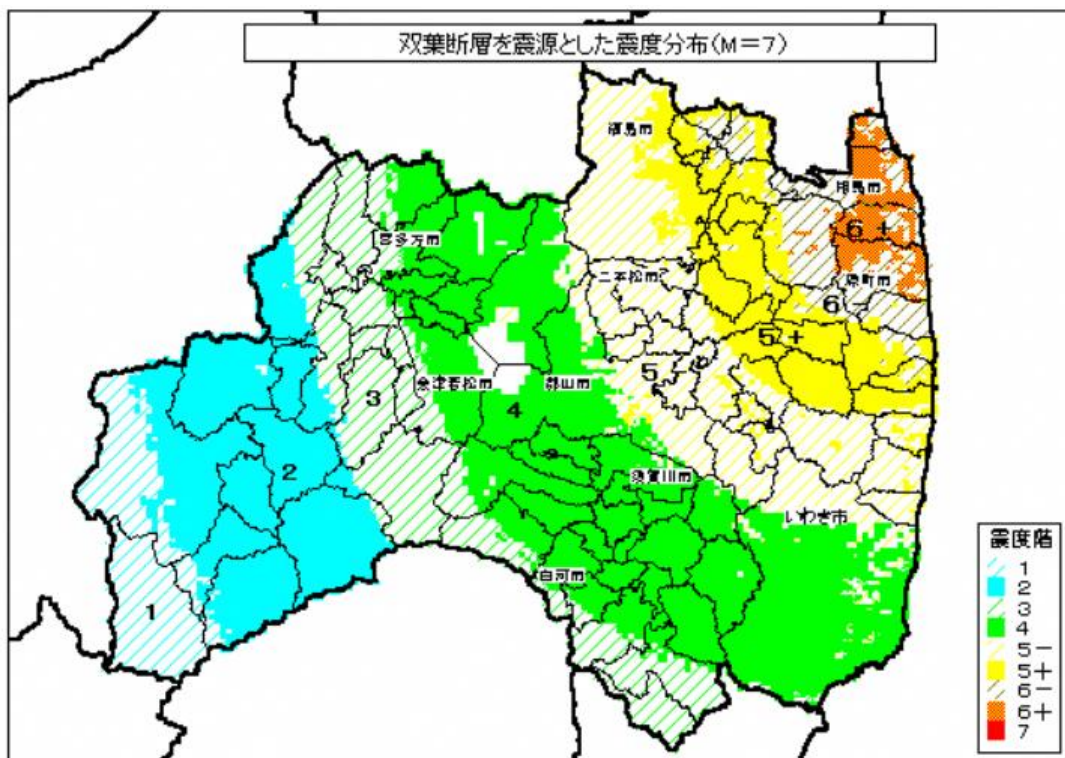 双葉断層を震源とした震度分布(M=7)
福島市
相馬市
6+
喜多方市
二本松市
原町市
6-
5+
会津若松市
郡山市
5
3
4
2
須賀川市
いわき市
白河市
1
震度階
1
2
3
4
5-
5+
6-
6+
7